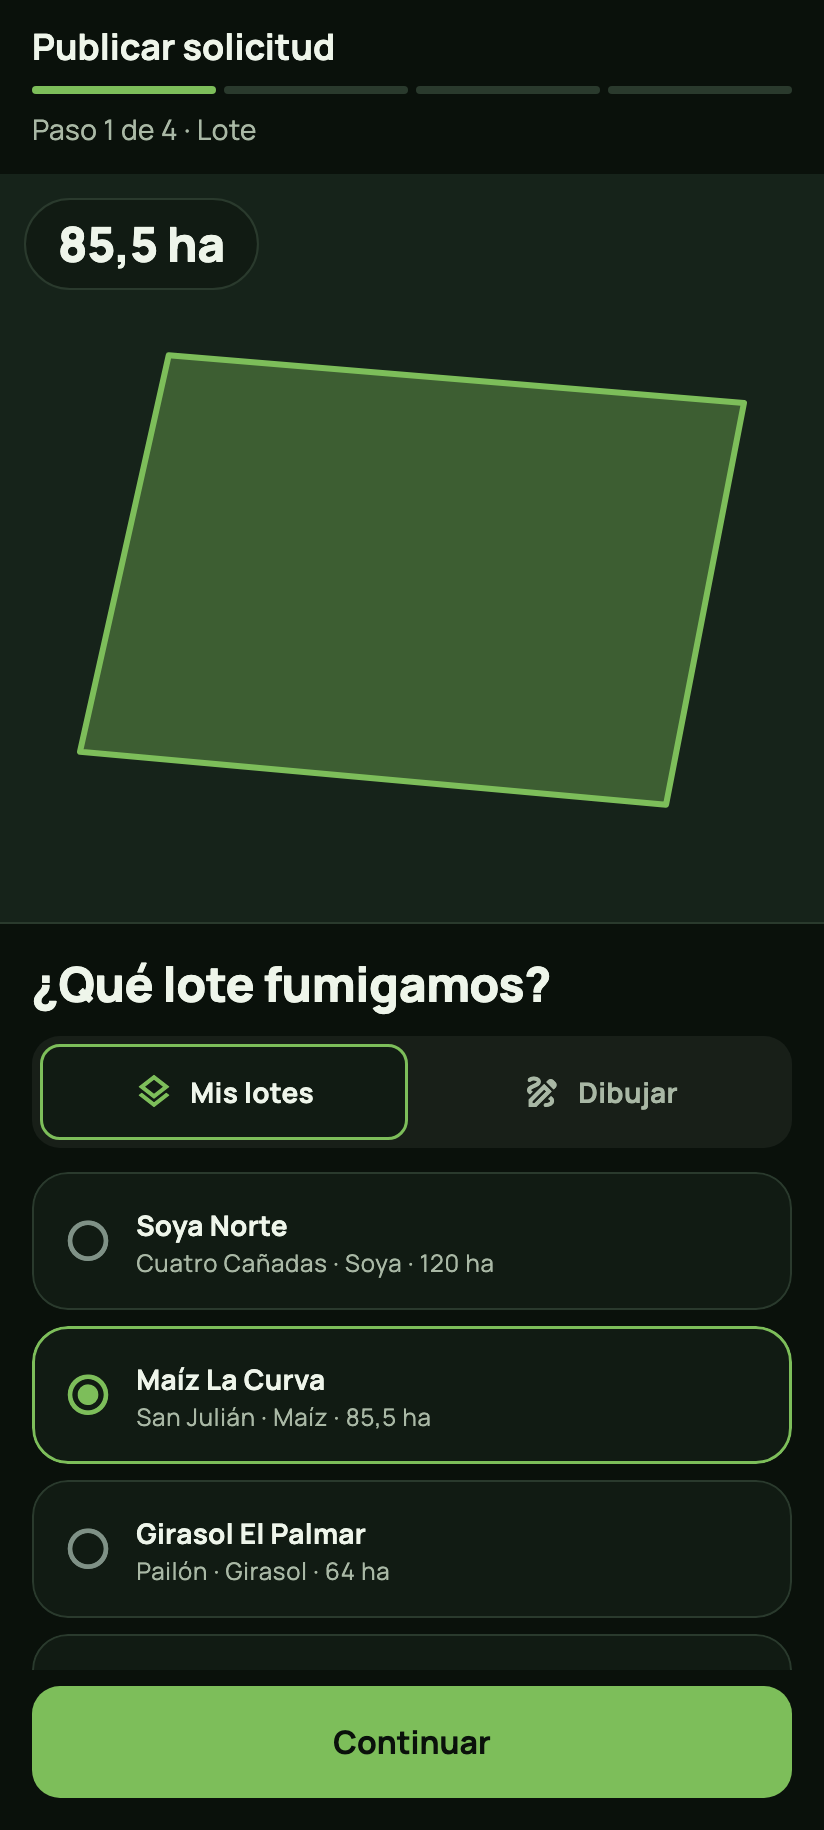 Publicar solicitud
Paso 1 de 4 · Lote
85,5 ha
¿Qué lote fumigamos?
Mis lotes
Dibujar
Soya Norte
Cuatro Cañadas · Soya · 120 ha
Maíz La Curva
San Julián · Maíz · 85,5 ha
Girasol El Palmar
Pailón · Girasol · 64 ha
Continuar